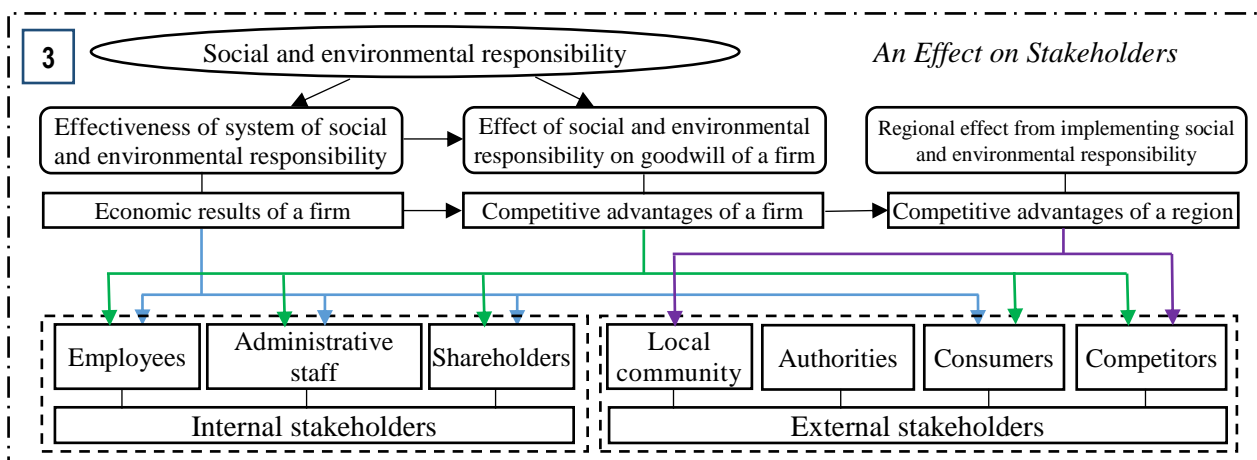 3
Social and environmental responsibility
An Effect on Stakeholders
Effectiveness of system of social
and environmental responsibility
Effect of social and environmental
responsibility on goodwill of a firm
Regional effect from implementing social
and environmental responsibility
Economic results of a firm
Competitive advantages of a firm
Competitive advantages of a region
Employees
Administrative
staff
Shareholders
Local
community
Authorities
Consumers
Competitors
Internal stakeholders
External stakeholders